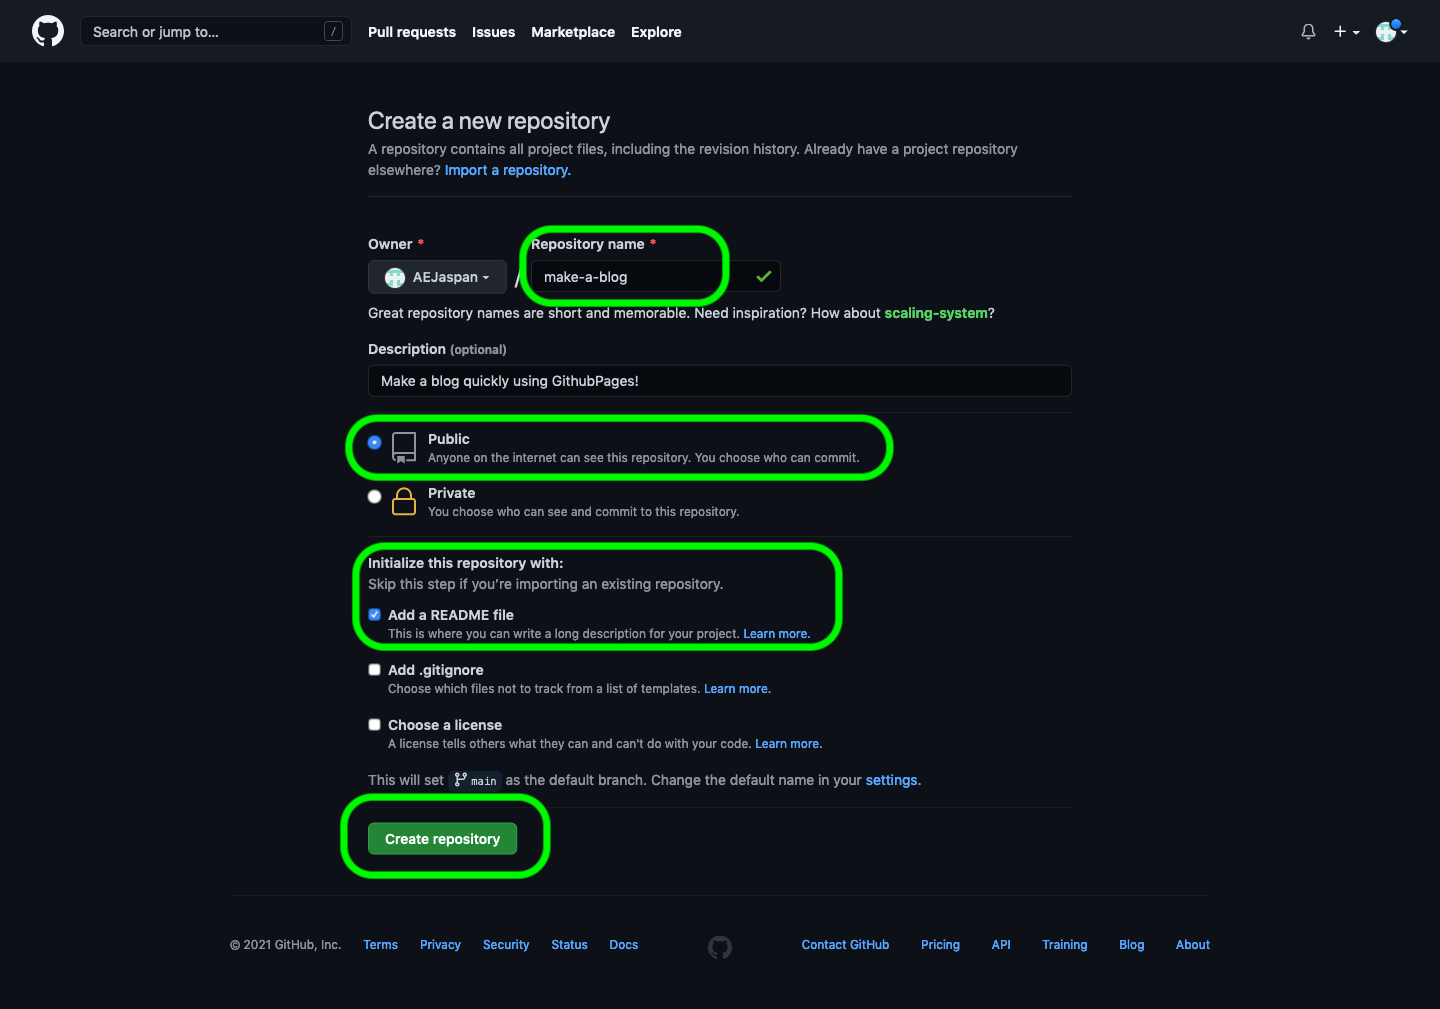 Search or jump to... /
Pull requests Issues Marketplace Explore
Create a new repository
A repository contains all project files, including the revision history. Already have a project repository
elsewhere? Import a repository.
Owner * Repository name *
AEJaspan / make-a-blog
Great repository names are short and memorable. Need inspiration? How about scaling-system?
Description (optional)
Make a blog quickly using GithubPages!
Public
Anyone on the internet can see this repository. You choose who can commit.
Private
You choose who can see and commit to this repository.
Initialize this repository with:
Skip this step if you’re importing an existing repository.
Add a README file
This is where you can write a long description for your project. Learn more.
Add .gitignore
Choose which files not to track from a list of templates. Learn more.
Choose a license
A license tells others what they can and can't do with your code. Learn more.
This will set main as the default branch. Change the default name in your settings.
Create repository
© 2021 GitHub, Inc. Terms Privacy Security Status Docs Contact GitHub Pricing API Training Blog About